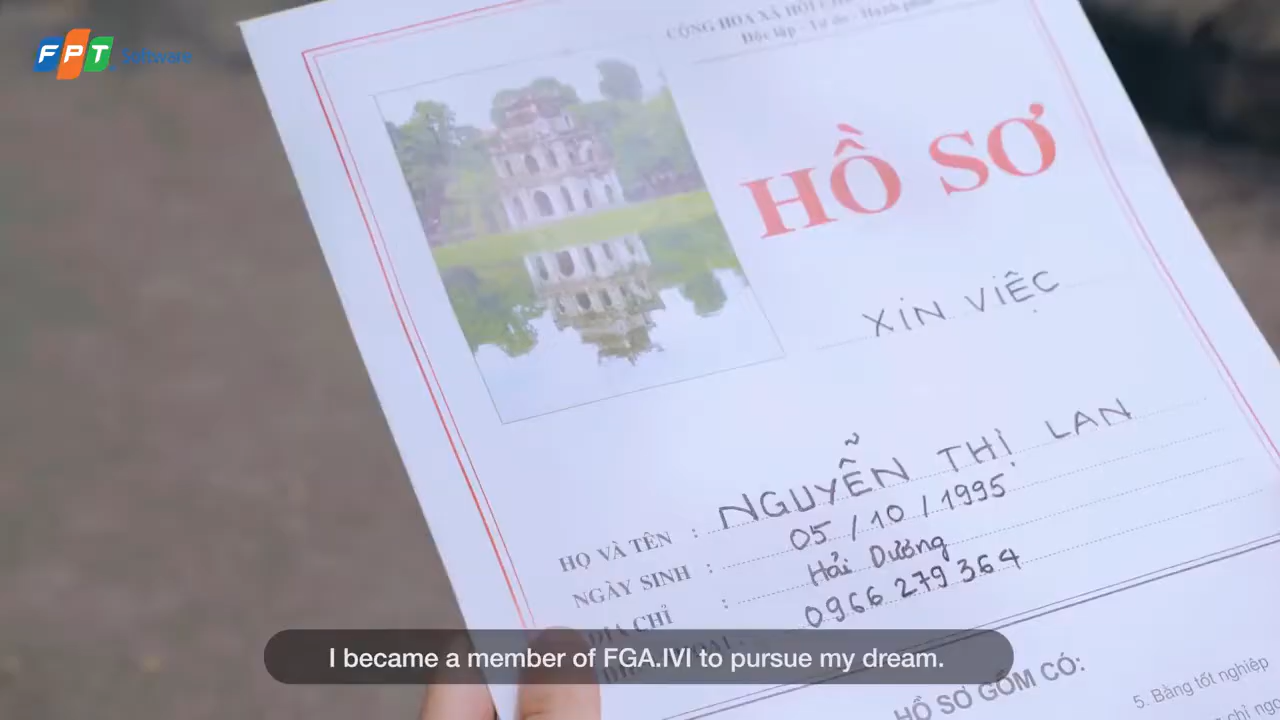 FPT Software
CỘNG HOÀ XÃ HỘI
Độc lập - Tự do - Hạnh phúc
HỒ SƠ
XIN VIỆC
HỌ VÀ TÊN : NGUYỄN THỊ LAN
NGÀY SINH : 05/10/1995
ĐỊA CHỈ : Hải Dương
0966 279 364
I became a member of FGA.IVI to pursue my dream.
HỒ SƠ GỒM CÓ:
5. Bằng tốt nghiệp